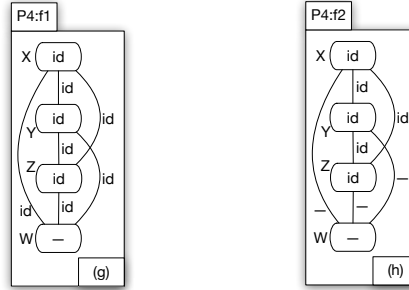 P4:f1
X id
id
Y id id
id
Z id id
id id
W —
(g)
P4:f2
X id
id
Y id id
id
Z id —
— —
W —
(h)